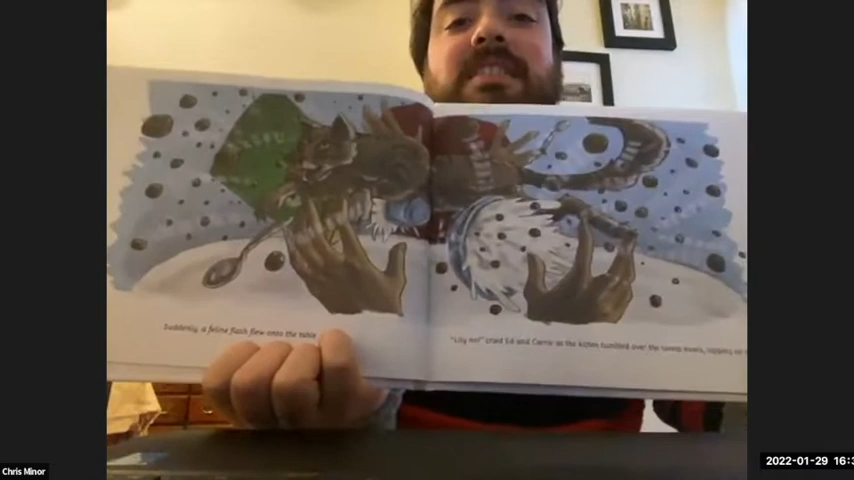 Suddenly, a feline flash flew onto the table
"Lily no!" cried Ed and Carrie as the kitten tumbled over the
Chris Minor
2022-01-29 16:3